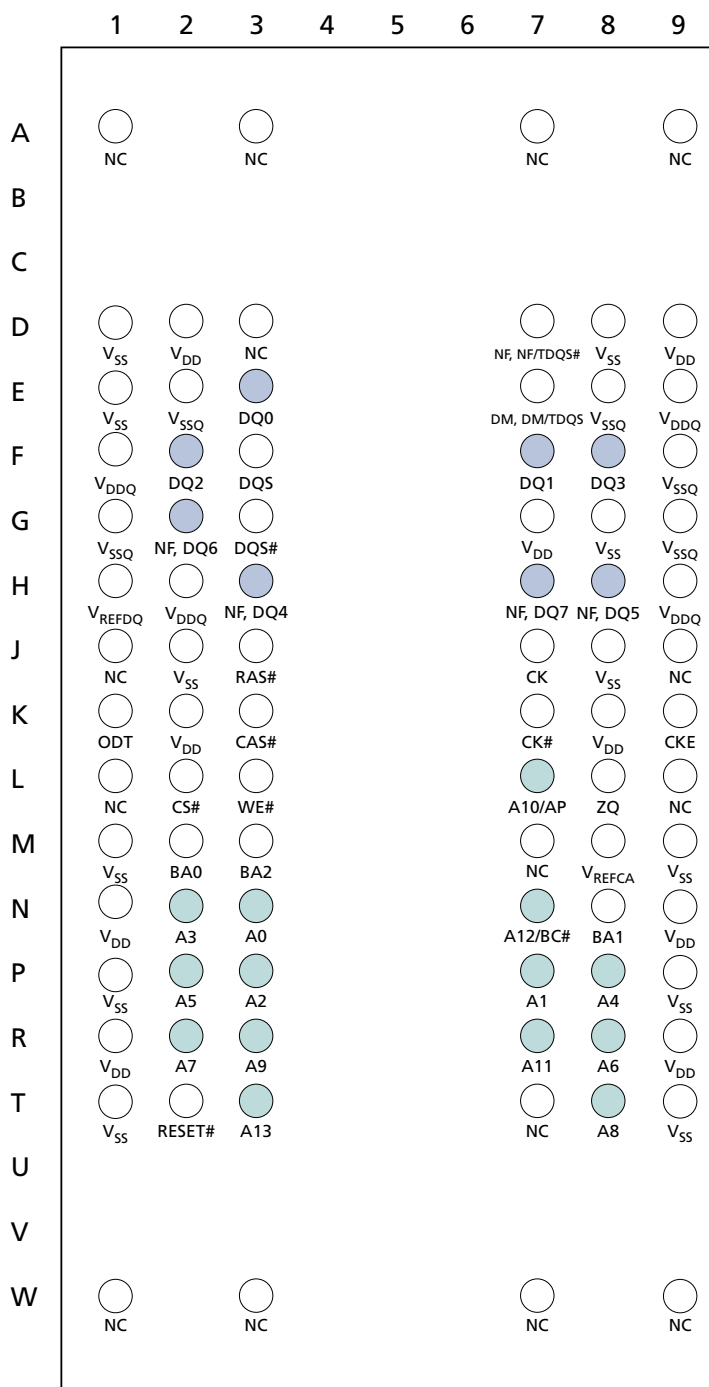 1 2 3 4 5 6 7 8 9
A
NC NC NC NC
B
C
D
VSS VDD NC NF, NF/TDQS# VSS VDD
E
VSS VSSQ DQ0 DM, DM/TDQS VSSQ VDDQ
F
VDDQ DQ2 DQS DQ1 DQ3 VSSQ
G
VSSQ NF, DQ6 DQS# VDD VSS VSSQ
H
VREFDQ VDDQ NF, DQ4 NF, DQ7 NF, DQ5 VDDQ
J
NC VSS RAS# CK VSS NC
K
ODT VDD CAS# CK# VDD CKE
L
NC CS# WE# A10/AP ZQ NC
M
VSS BA0 BA2 NC VREFCA VSS
N
VDD A3 A0 A12/BC# BA1 VDD
P
VSS A5 A2 A1 A4 VSS
R
VDD A7 A9 A11 A6 VDD
T
VSS RESET# A13 NC A8 VSS
U
V
W
NC NC NC NC